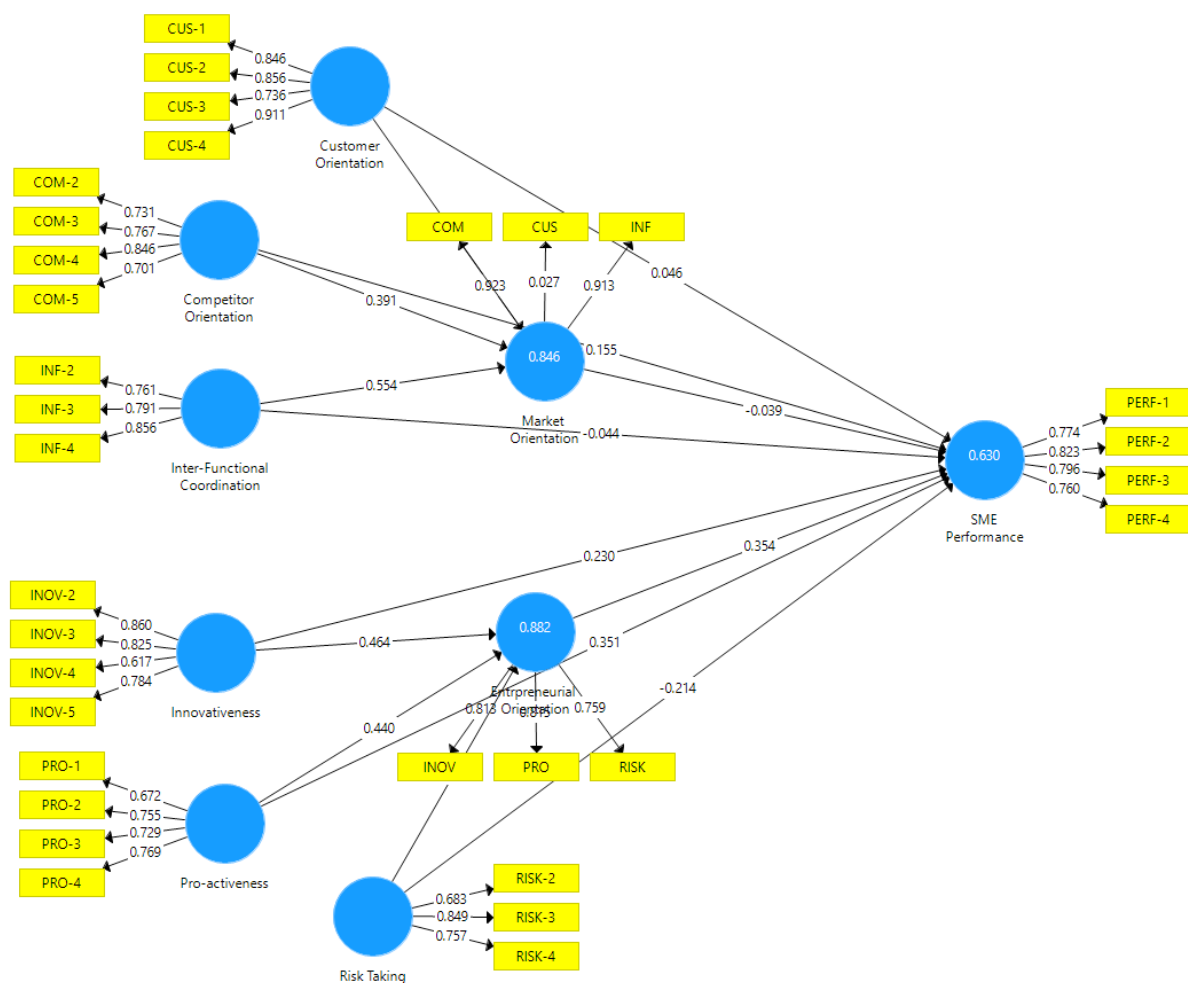 CUS-1
CUS-2
CUS-3
CUS-4
0.846
0.856
0.736
0.911
Customer
Orientation
COM-2
COM-3
COM-4
COM-5
0.731
0.767
0.846
0.701
Competitor
Orientation
COM
CUS
INF
0.923
0.027
0.913
0.046
0.391
0.846
Market
Orientation
0.155
-0.039
INF-2
INF-3
INF-4
0.761
0.791
0.856
Inter-Functional
Coordination
0.554
-0.044
0.630
SME
Performance
0.774
0.823
0.796
0.760
PERF-1
PERF-2
PERF-3
PERF-4
INOV-2
INOV-3
INOV-4
INOV-5
0.860
0.825
0.617
0.784
Innovativeness
0.230
0.464
0.882
Entrpreneurial
Orientation
0.354
0.351
-0.214
0.813
0.759
INOV
PRO
RISK
0.440
PRO-1
PRO-2
PRO-3
PRO-4
0.672
0.755
0.729
0.769
Pro-activeness
RISK-2
RISK-3
RISK-4
0.683
0.849
0.757
Risk Taking